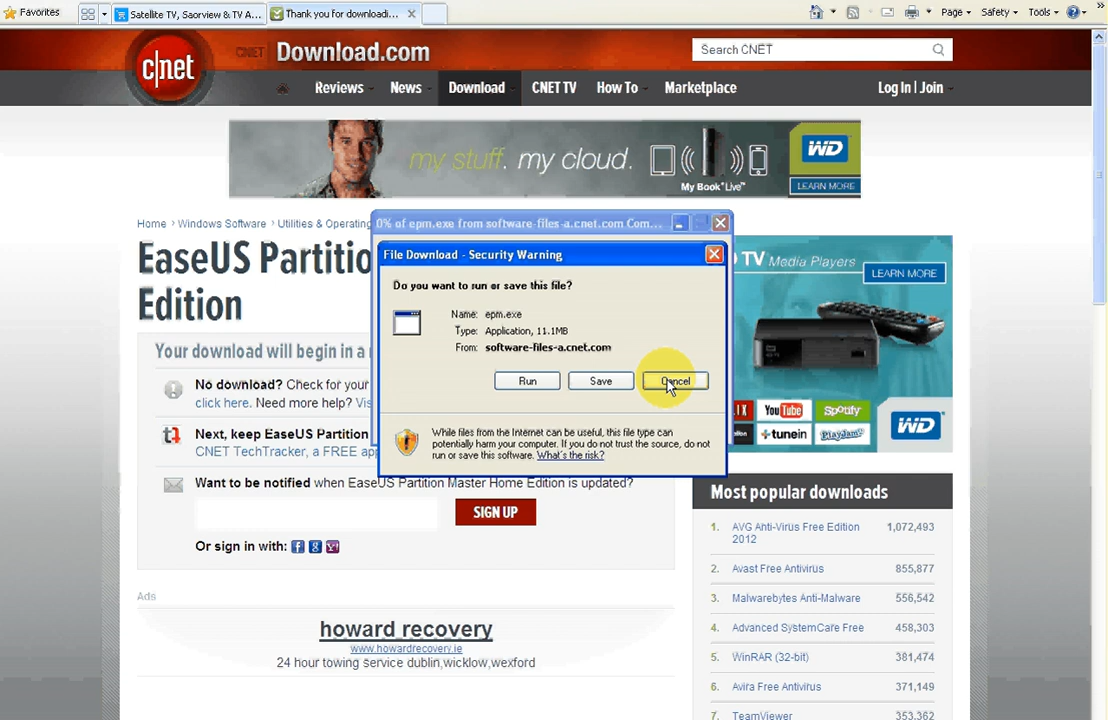 Favorites
Satellite TV, Saorview & TV A...
Thank you for downloadi...
Page
Safety
Tools
c|net
CNET
Download.com
Search CNET
Reviews
News
Download
CNET TV
How To
Marketplace
Log In | Join
my stuff. my cloud.
My Book® Live™
WD
LEARN MORE
Home › Windows Software › Utilities & Operating
EaseUS Partitio
Edition
0% of epm.exe from software-files-a.cnet.com Com...
File Download - Security Warning
Do you want to run or save this file?
Name: epm.exe
Type: Application, 11.1MB
From: software-files-a.cnet.com
Run
Save
Cancel
While files from the Internet can be useful, this file type can
potentially harm your computer. If you do not trust the source, do not
run or save this software. What's the risk?
TV Media Players
LEARN MORE
YouTube
Spotify
tunein
Playjam
WD
Your download will begin in a
No download? Check for your
click here. Need more help? Vis
Next, keep EaseUS Partition
CNET TechTracker, a FREE ap
Want to be notified when EaseUS Partition Master Home Edition is updated?
SIGN UP
Or sign in with:
Ads
howard recovery
www.howardrecovery.ie
24 hour towing service dublin,wicklow,wexford
Most popular downloads
1. AVG Anti-Virus Free Edition 2012 1,072,493
2. Avast Free Antivirus 855,877
3. Malwarebytes Anti-Malware 556,542
4. Advanced SystemCare Free 458,303
5. WinRAR (32-bit) 381,474
6. Avira Free Antivirus 371,149
7. TeamViewer 353,362